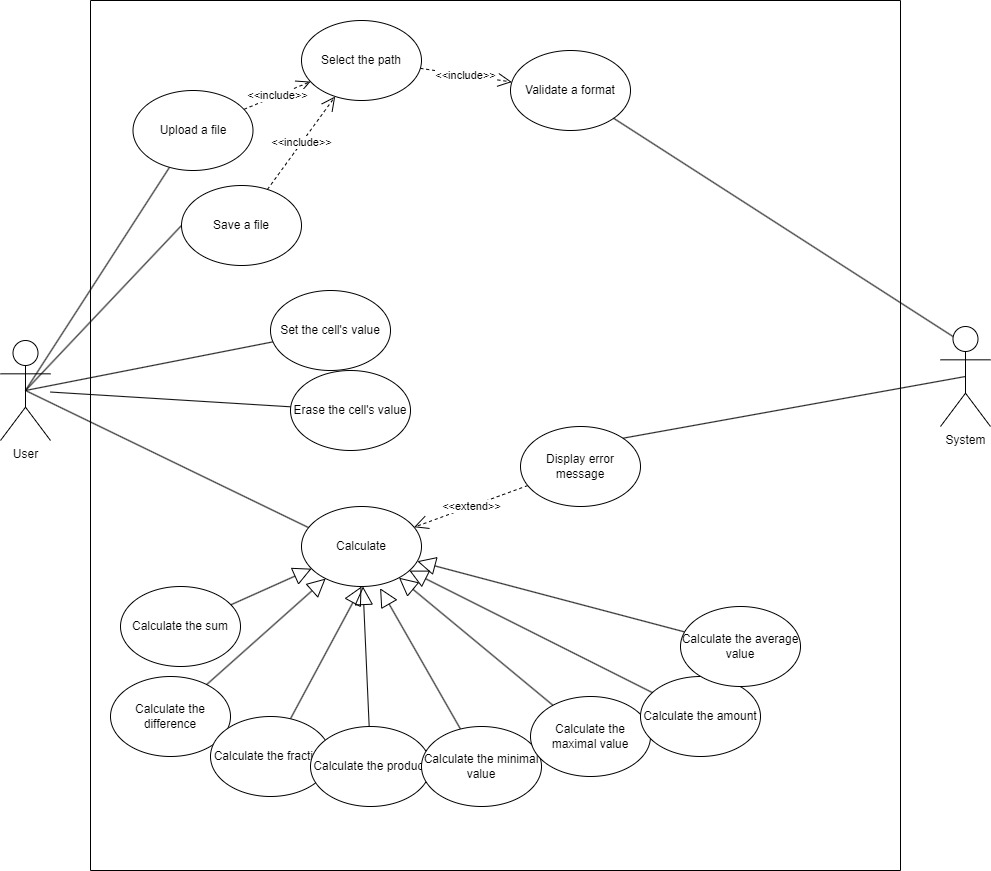 Select the path
<<include>>
Validate a format
<<include>>
Upload a file
<<include>>
Save a file
Set the cell's value
Erase the cell's value
User
System
Display error
message
<<extend>>
Calculate
Calculate the sum
Calculate the average
value
Calculate the
difference
Calculate the amount
Calculate the
maximal value
Calculate the fracti
Calculate the produc
Calculate the minimal
value